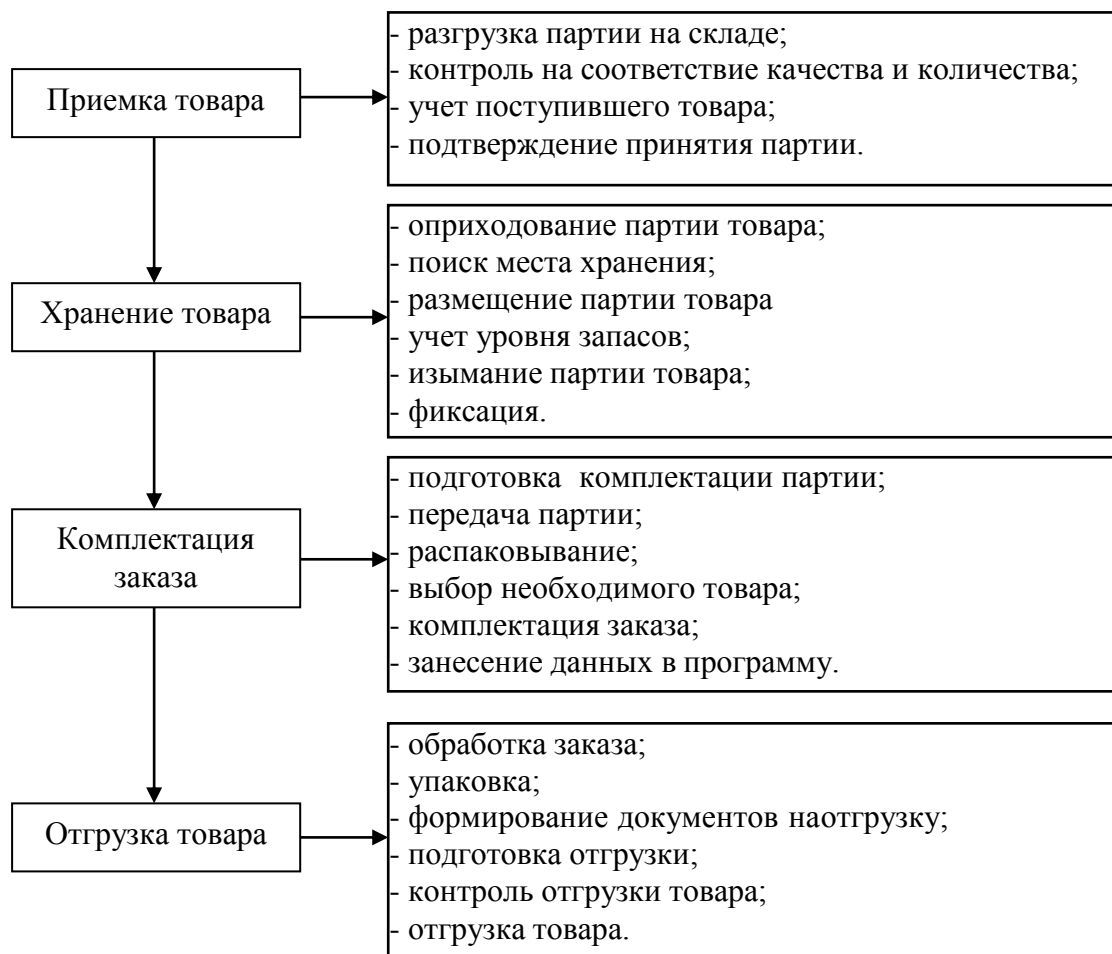 Приемка товара
- разгрузка партии на складе;
- контроль на соответствие качества и количества;
- учет поступившего товара;
- подтверждение принятия партии.
Хранение товара
- оприходование партии товара;
- поиск места хранения;
- размещение партии товара
- учет уровня запасов;
- изымание партии товара;
- фиксация.
Комплектация
заказа
- подготовка  комплектации партии;
- передача партии;
- распаковывание;
- выбор необходимого товара;
- комплектация заказа;
- занесение данных в программу.
Отгрузка товара
- обработка заказа;
- упаковка;
- формирование документов наотгрузку;
- подготовка отгрузки;
- контроль отгрузки товара;
- отгрузка товара.